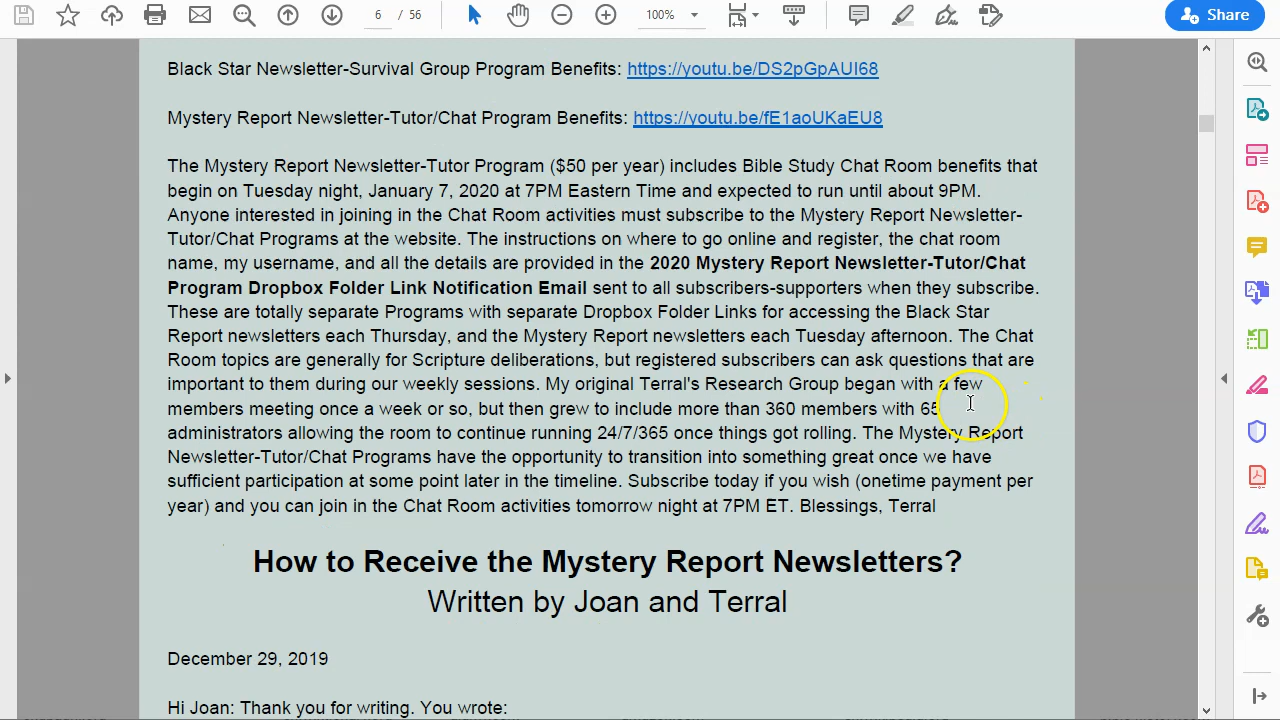 6 / 56
100%
Share
Black Star Newsletter-Survival Group Program Benefits: https://youtu.be/DS2pGpAUI68
Mystery Report Newsletter-Tutor/Chat Program Benefits: https://youtu.be/fE1aoUKaEU8
The Mystery Report Newsletter-Tutor Program ($50 per year) includes Bible Study Chat Room benefits that
begin on Tuesday night, January 7, 2020 at 7PM Eastern Time and expected to run until about 9PM.
Anyone interested in joining in the Chat Room activities must subscribe to the Mystery Report Newsletter-
Tutor/Chat Programs at the website. The instructions on where to go online and register, the chat room
name, my username, and all the details are provided in the 2020 Mystery Report Newsletter-Tutor/Chat
Program Dropbox Folder Link Notification Email sent to all subscribers-supporters when they subscribe.
These are totally separate Programs with separate Dropbox Folder Links for accessing the Black Star
Report newsletters each Thursday, and the Mystery Report newsletters each Tuesday afternoon. The Chat
Room topics are generally for Scripture deliberations, but registered subscribers can ask questions that are
important to them during our weekly sessions. My original Terral's Research Group began with a few
members meeting once a week or so, but then grew to include more than 360 members with 65
administrators allowing the room to continue running 24/7/365 once things got rolling. The Mystery Report
Newsletter-Tutor/Chat Programs have the opportunity to transition into something great once we have
sufficient participation at some point later in the timeline. Subscribe today if you wish (onetime payment per
year) and you can join in the Chat Room activities tomorrow night at 7PM ET. Blessings, Terral
How to Receive the Mystery Report Newsletters?
Written by Joan and Terral
December 29, 2019
Hi Joan: Thank you for writing. You wrote: